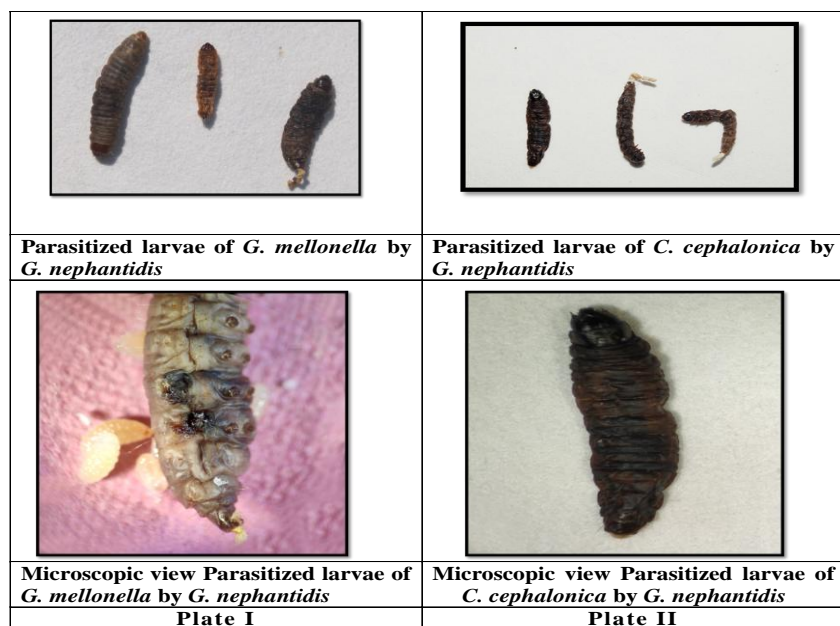 Parasitized larvae of G. mellonella by
G. nephantidis
Parasitized larvae of C. cephalonica by
G. nephantidis
Microscopic view Parasitized larvae of
G. mellonella by G. nephantidis
Microscopic view Parasitized larvae of
C. cephalonica by G. nephantidis
Plate I
Plate II